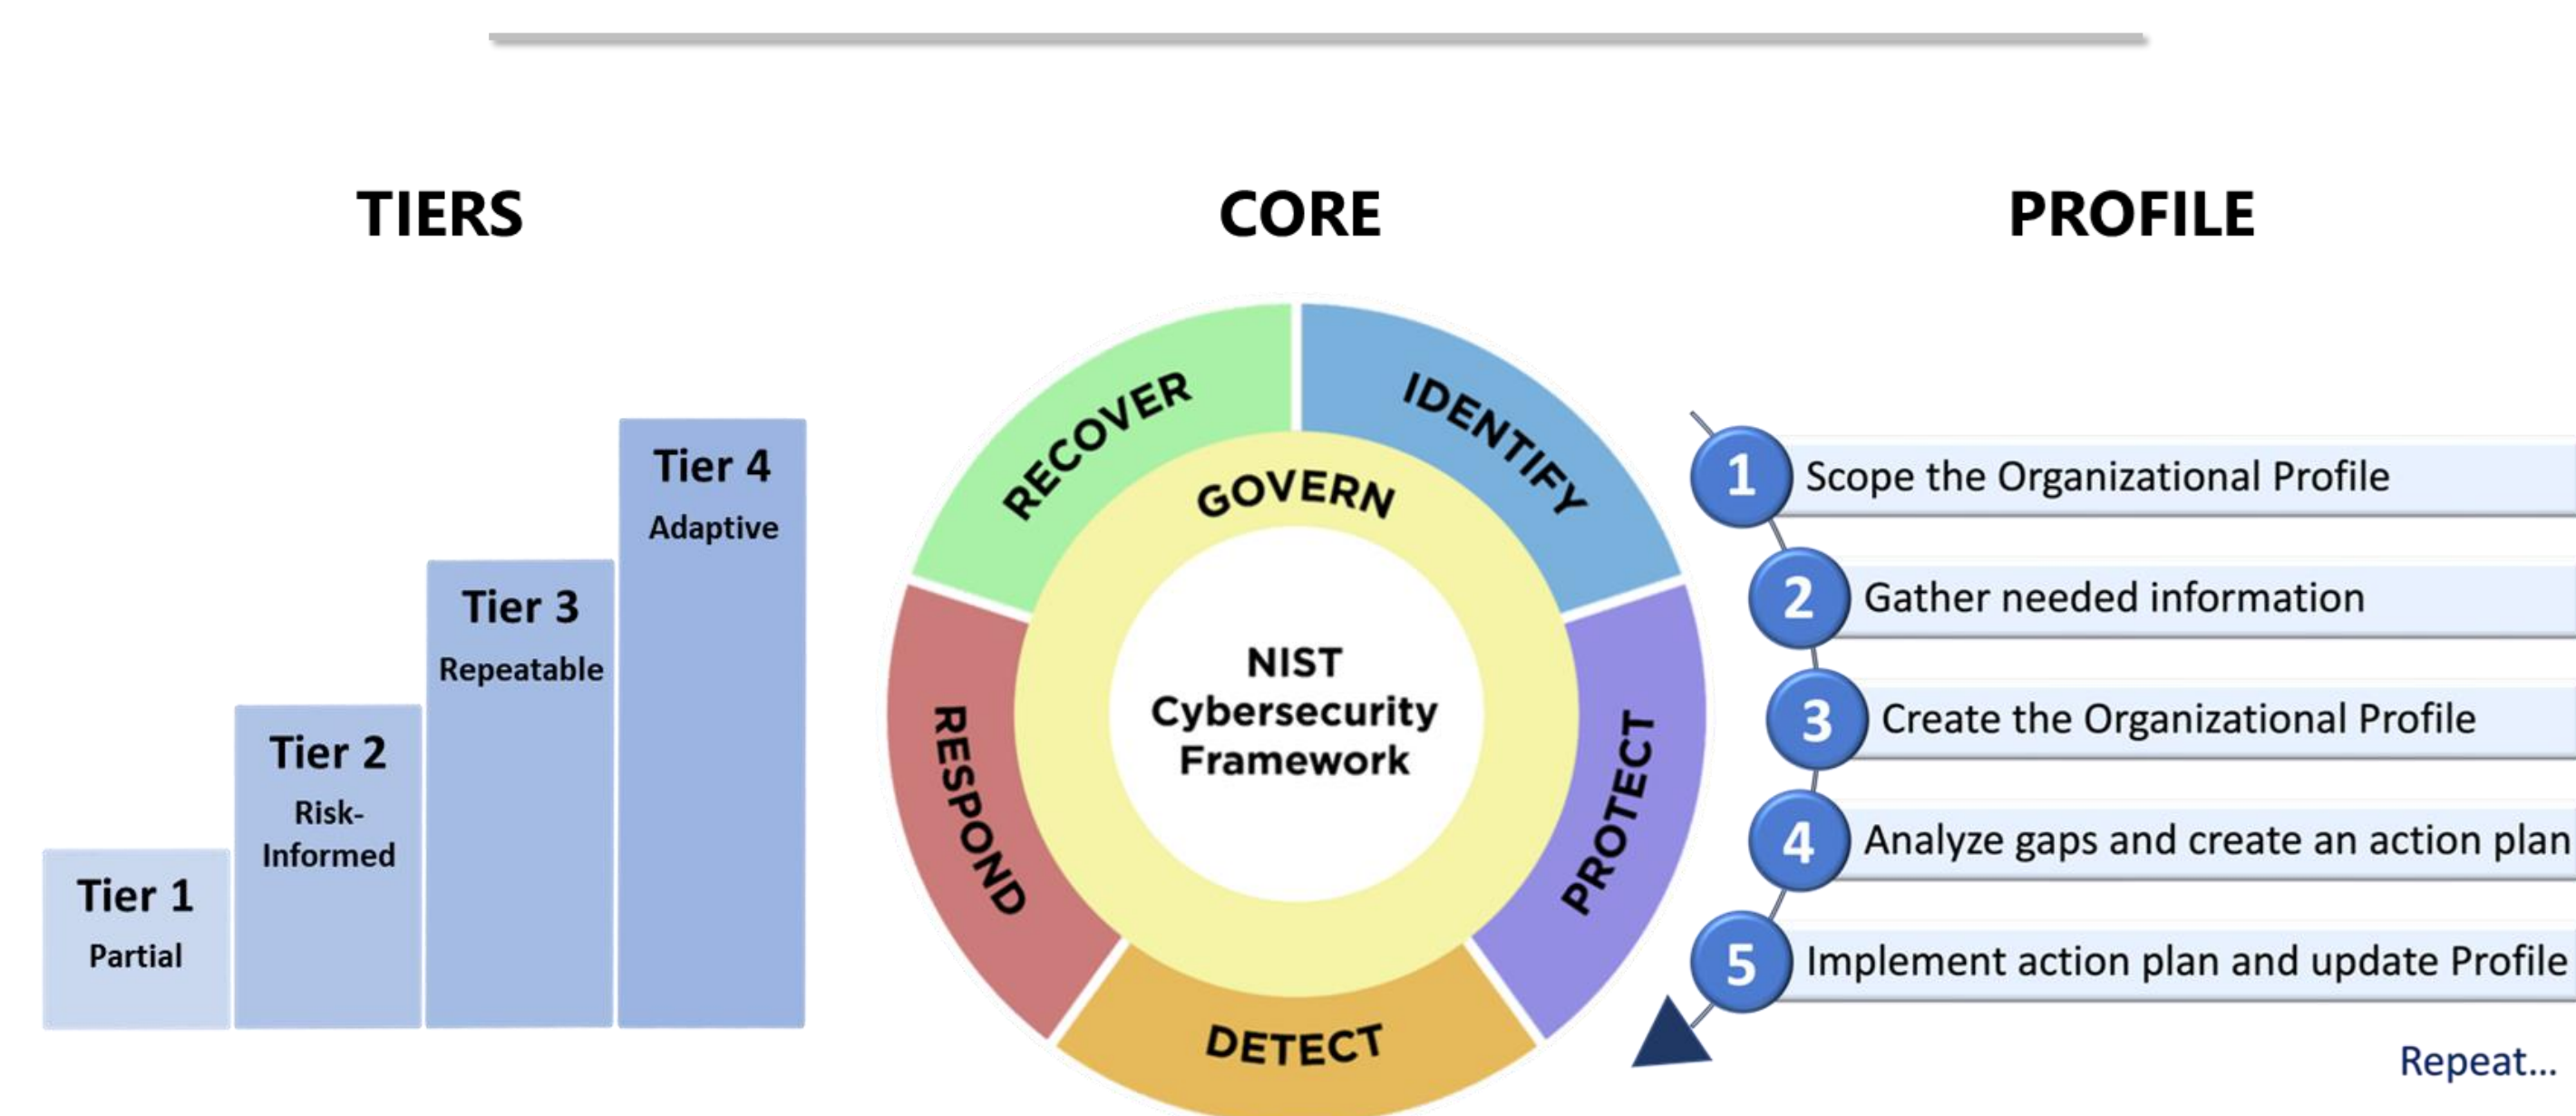 TIERS
CORE
PROFILE
Tier 1
Partial
Tier 2
Risk-
Informed
Tier 3
Repeatable
Tier 4
Adaptive
RECOVER
IDENTIFY
GOVERN
NIST
Cybersecurity
Framework
RESPOND
PROTECT
DETECT
1 Scope the Organizational Profile
2 Gather needed information
3 Create the Organizational Profile
4 Analyze gaps and create an action plan
5 Implement action plan and update Profile
Repeat...